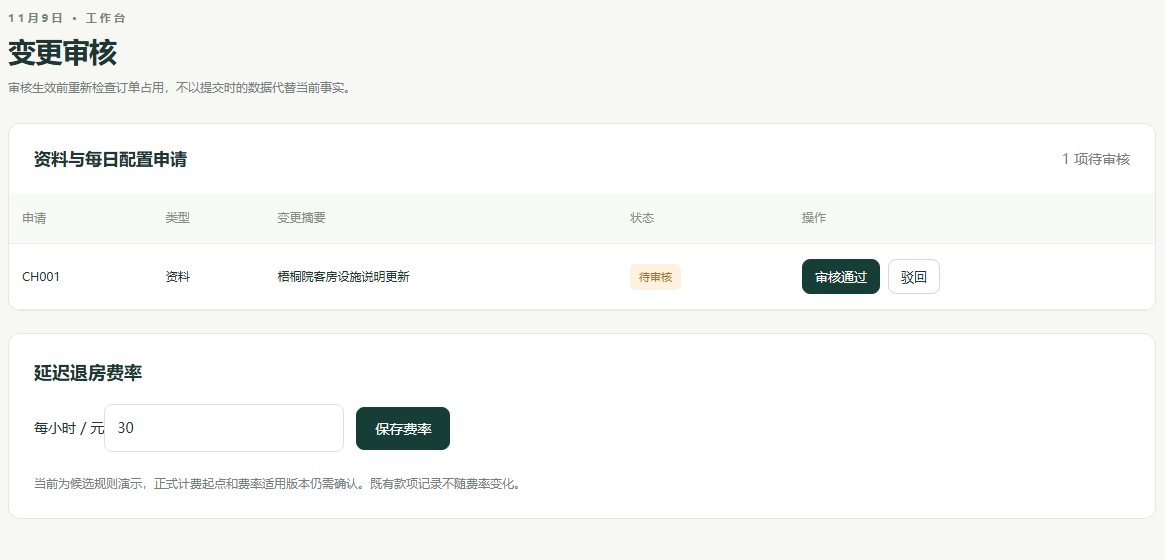 11月9日 • 工作台
变更审核
审核生效前重新检查订单占用，不以提交时的数据代替当前事实。
资料与每日配置申请 1 项待审核
申请 类型 变更摘要 状态 操作
CH001 资料 梧桐院客房设施说明更新 待审核 审核通过 驳回
延迟退房费率
每小时 / 元 30 保存费率
当前为候选规则演示，正式计费起点和费率适用版本仍需确认。既有款项记录不随费率变化。